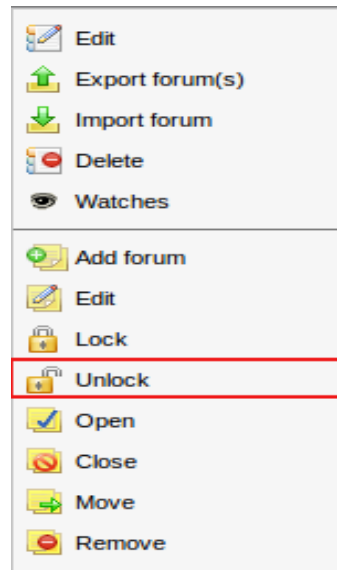 Edit
Export forum(s)
Import forum
Delete
Watches
Add forum
Edit
Lock
Unlock
Open
Close
Move
Remove